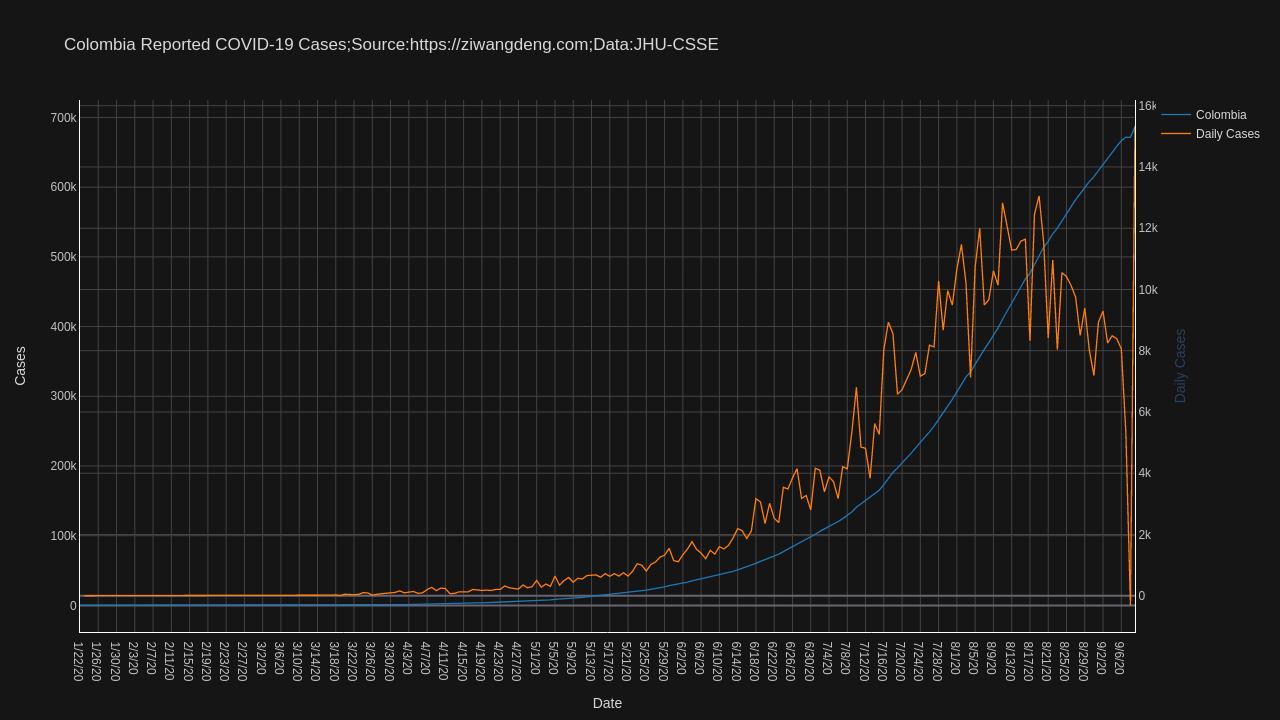 Colombia Reported COVID-19 Cases;Source:https://ziwangdeng.com;Data:JHU-CSSE
700k
600k
500k
400k
300k
200k
100k
0
Cases
16k
14k
12k
10k
8k
6k
4k
2k
0
Daily Cases
Colombia
Daily Cases
1/22/20
1/26/20
1/30/20
2/3/20
2/7/20
2/11/20
2/15/20
2/19/20
2/23/20
2/27/20
3/2/20
3/6/20
3/10/20
3/14/20
3/18/20
3/22/20
3/26/20
3/30/20
4/3/20
4/7/20
4/11/20
4/15/20
4/19/20
4/23/20
4/27/20
5/1/20
5/5/20
5/9/20
5/13/20
5/17/20
5/21/20
5/25/20
5/29/20
6/2/20
6/6/20
6/10/20
6/14/20
6/18/20
6/22/20
6/26/20
6/30/20
7/4/20
7/8/20
7/12/20
7/16/20
7/20/20
7/24/20
7/28/20
8/1/20
8/5/20
8/9/20
8/13/20
8/17/20
8/21/20
8/25/20
8/29/20
9/2/20
9/6/20
Date